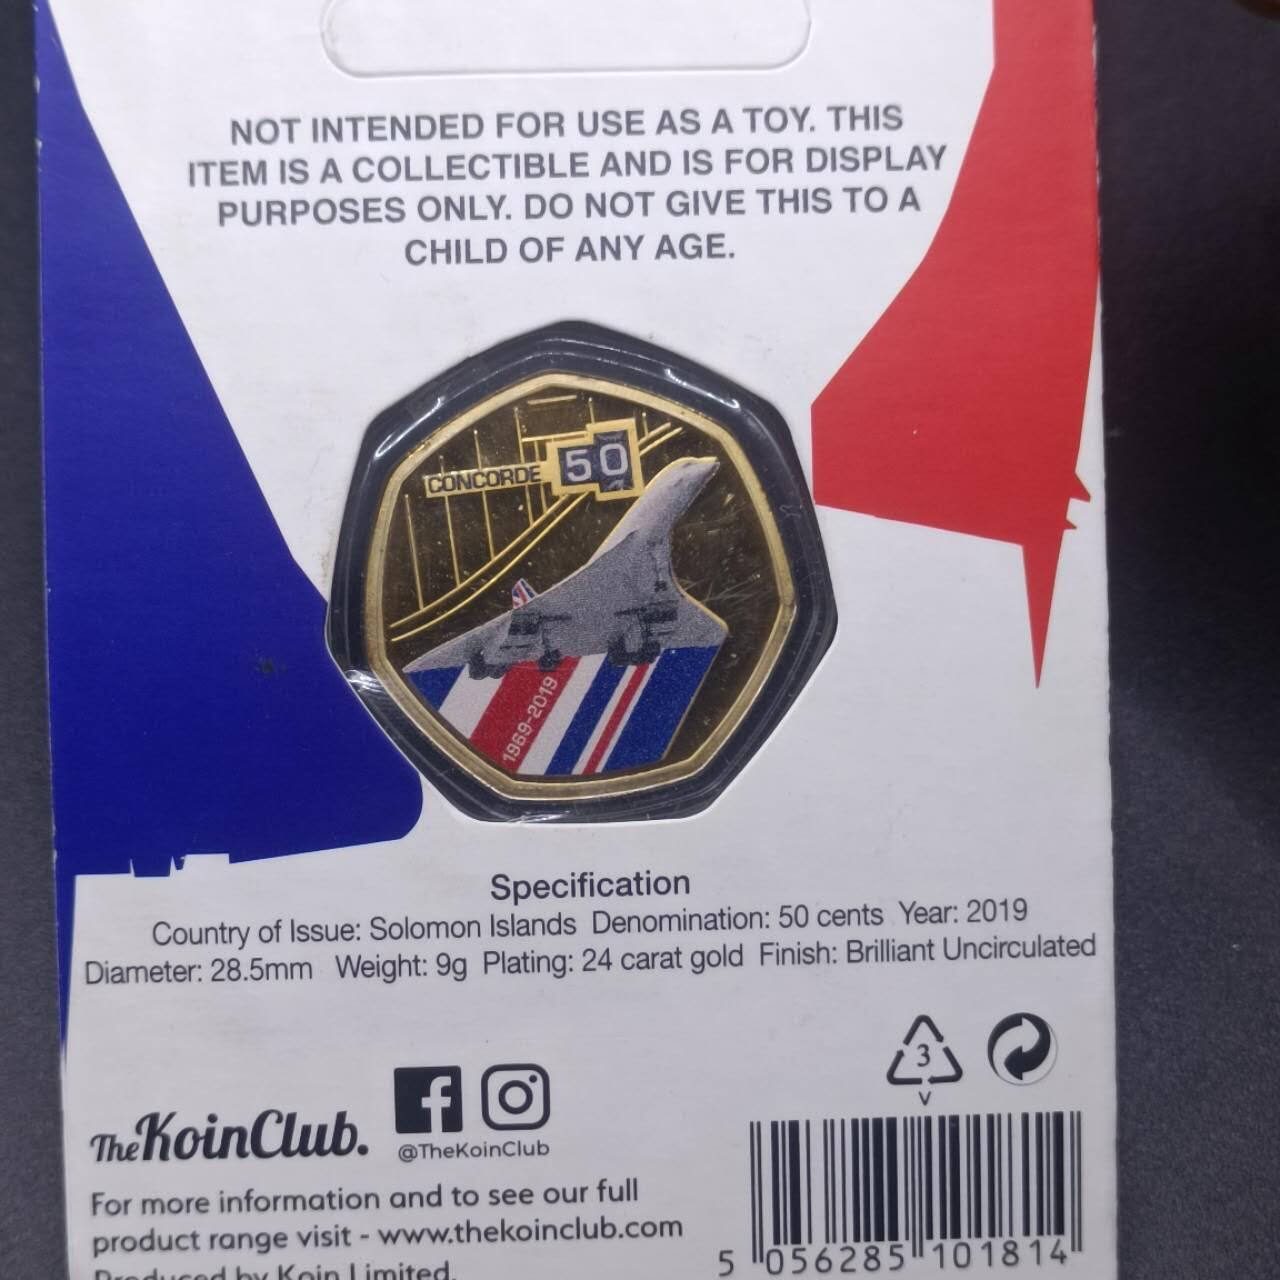 NOT INTENDED FOR USE AS A TOY. THIS
ITEM IS A COLLECTIBLE AND IS FOR DISPLAY
PURPOSES ONLY. DO NOT GIVE THIS TO A
CHILD OF ANY AGE.
CONCORDE 50
1969-2019
Specification
Country of Issue: Solomon Islands Denomination: 50 cents Year: 2019
Diameter: 28.5mm Weight: 9g Plating: 24 carat gold Finish: Brilliant Uncirculated
3
V
TheKoinClub.
@TheKoinClub
For more information and to see our full
product range visit - www.thekoinclub.com
Produced by Koin Limited.
5 056285 101814